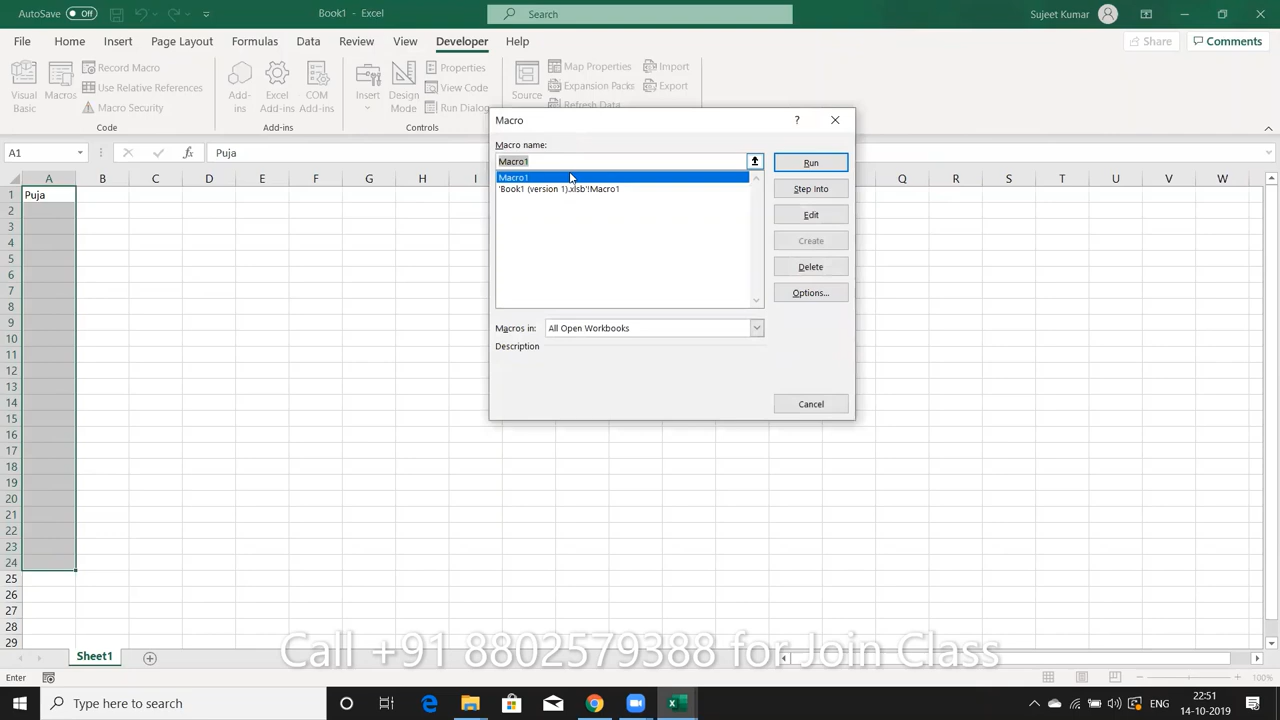 AutoSave Off Book1 - Excel Search Sujeet Kumar
File Home Insert Page Layout Formulas Data Review View Developer Help Share Comments
Visual Basic Macros Record Macro Use Relative References Macro Security
Add-ins Excel Add-ins COM Add-ins
Insert Design Mode Properties View Code Run Dialog
Source Map Properties Expansion Packs Refresh Data Import Export
Code Add-ins Controls
A1 fx Puja
A B C D E F G H I Q R S T U V W
1 Puja
2
3
4
5
6
7
8
9
10
11
12
13
14
15
16
17
18
19
20
21
22
23
24
25
26
27
28
29
Macro ?
Macro name:
Macro1
Macro1
'Book1 (version 1).xlsb'!Macro1
Run
Step Into
Edit
Create
Delete
Options...
Macros in: All Open Workbooks
Description
Cancel
Call +91 8802579388 for Join Class
Sheet1
Enter 100%
Type here to search
22:51
14-10-2019